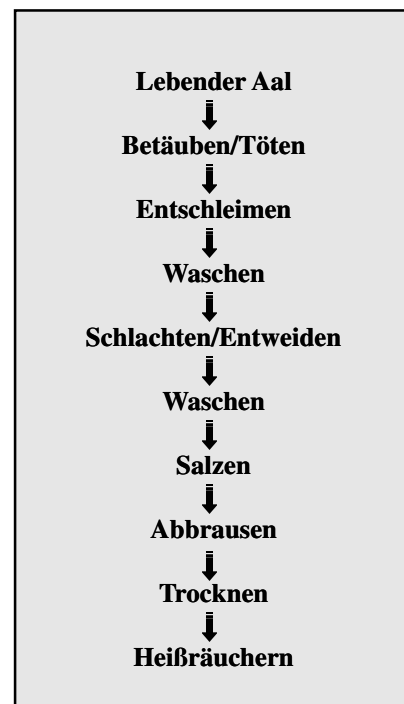 Lebender Aal
Betäuben/Töten
Entschleimen
Waschen
Schlachten/Entweiden
Waschen
Salzen
Abbrausen
Trocknen
Heißräuchern